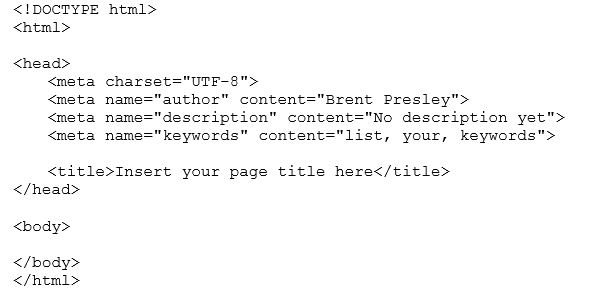 <!DOCTYPE html>
<html>
<head>
<meta charset="UTF-8">
<meta name="author" content="Brent Presley">
<meta name="description" content="No description yet">
<meta name="keywords" content="list, your, keywords">
<title>Insert your page title here</title>
</head>
<body>
</body>
</html>